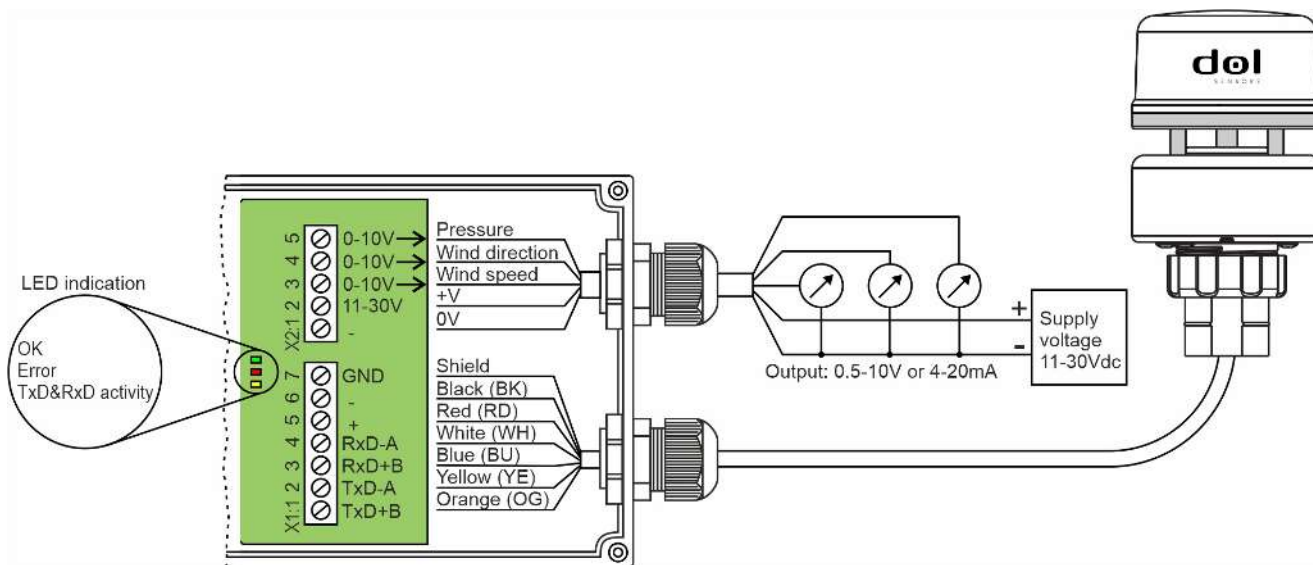 dol
SENSORS
LED indication
OK
Error
TxD&RxD activity
X2:1 2 3 4 5
0-10V
0-10V
0-10V
11-30V
-
Pressure
Wind direction
Wind speed
+V
0V
X1:1 2 3 4 5 6 7
GND
-
+
RxD-A
RxD+B
TxD-A
TxD+B
Shield
Black (BK)
Red (RD)
White (WH)
Blue (BU)
Yellow (YE)
Orange (OG)
Output: 0.5-10V or 4-20mA
+
-
Supply
voltage
11-30Vdc